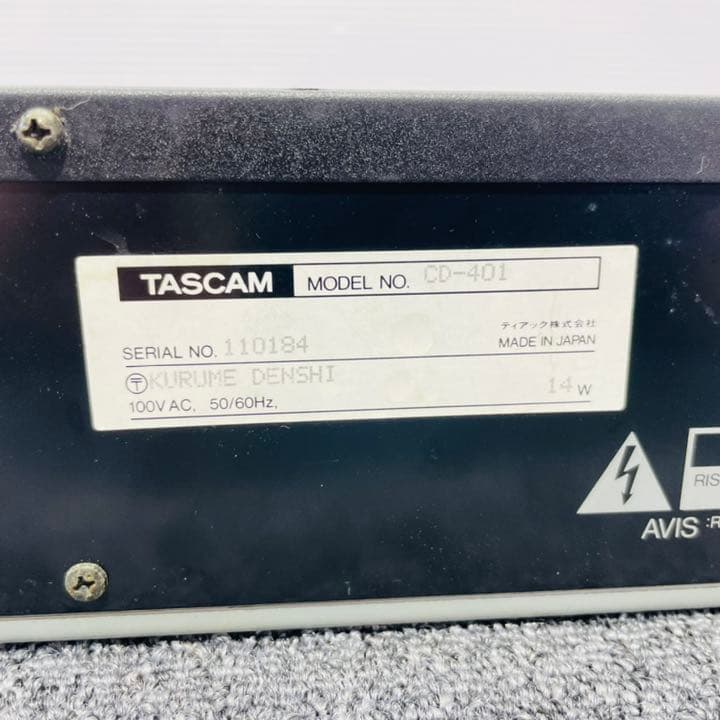 TASCAM MODEL NO. CD-401
ティアック株式会社
SERIAL NO. 110184 MADE IN JAPAN
〒KURUME DENSHI
100V AC, 50/60Hz, 14 W
RIS
AVIS :R